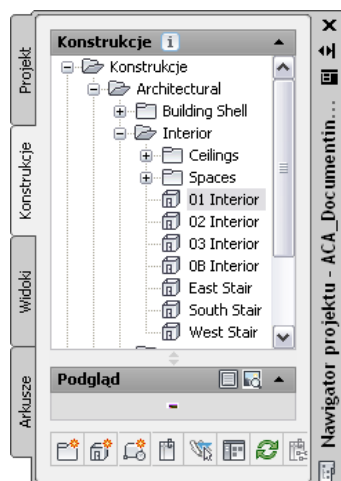 Projekt
Konstrukcje
Widoki
Arkusze
Konstrukcje
Konstrukcje
Architectural
Building Shell
Interior
Ceilings
Spaces
01 Interior
02 Interior
03 Interior
0B Interior
East Stair
South Stair
West Stair
Podgląd
Nawigator projektu - ACA_Documentin...